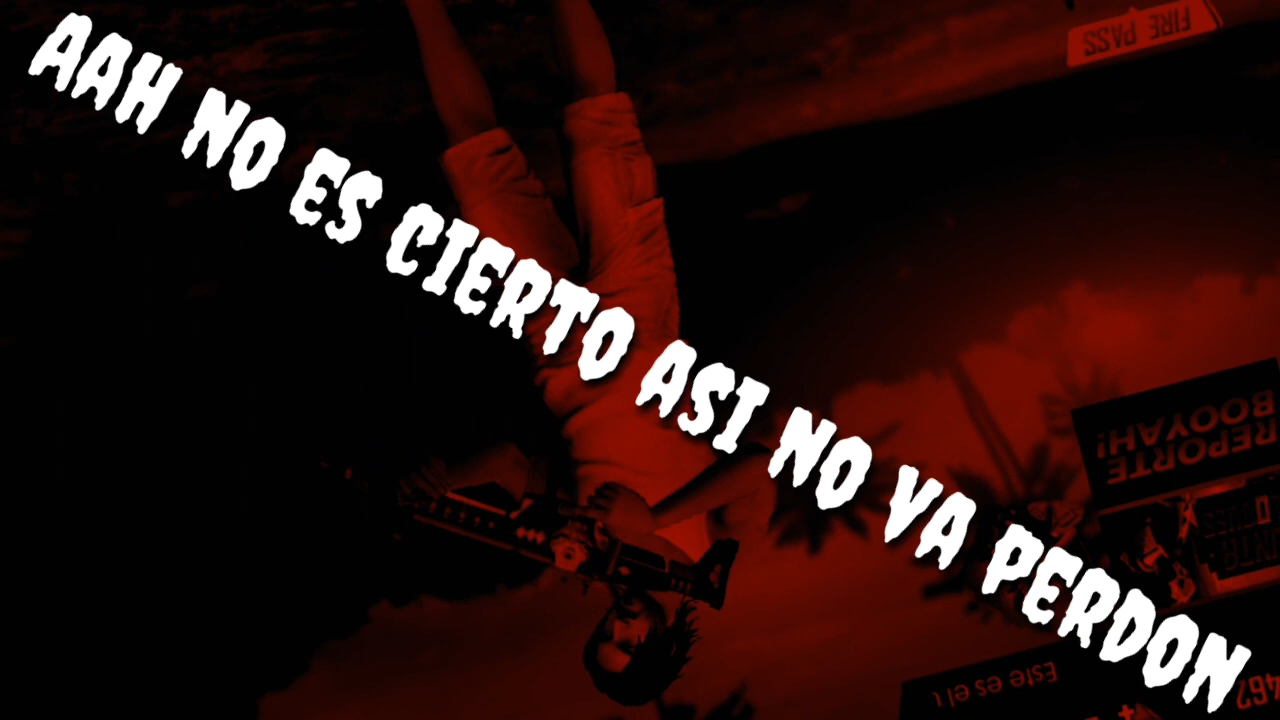 AAH NO ES CIERTO ASI NO VA PERDON
FIRE PASS
REPORTE
BOOYAH!
Este es el